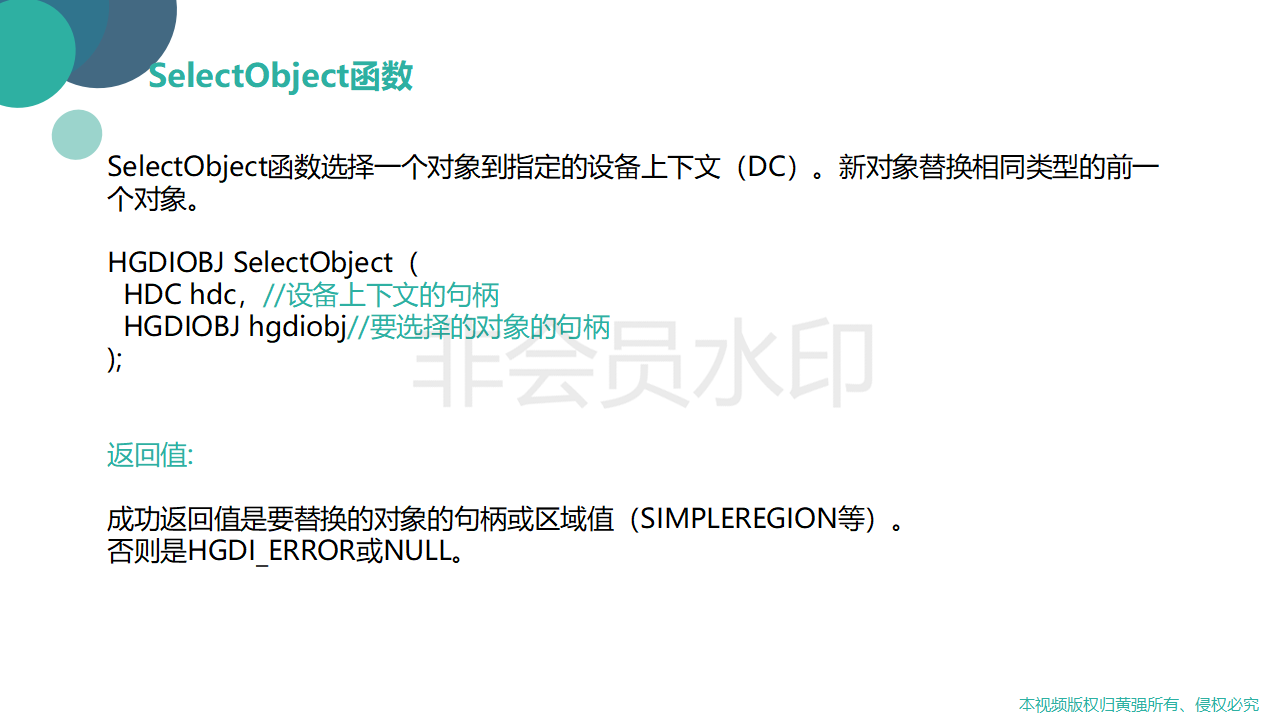 SelectObject函数
SelectObject函数选择一个对象到指定的设备上下文（DC）。新对象替换相同类型的前一
个对象。
HGDIOBJ SelectObject（
HDC hdc，//设备上下文的句柄
HGDIOBJ hgdiobj//要选择的对象的句柄
);
非会员水印
返回值:
成功返回值是要替换的对象的句柄或区域值（SIMPLEREGION等）。
否则是HGDI_ERROR或NULL。
本视频版权归黄强所有、侵权必究